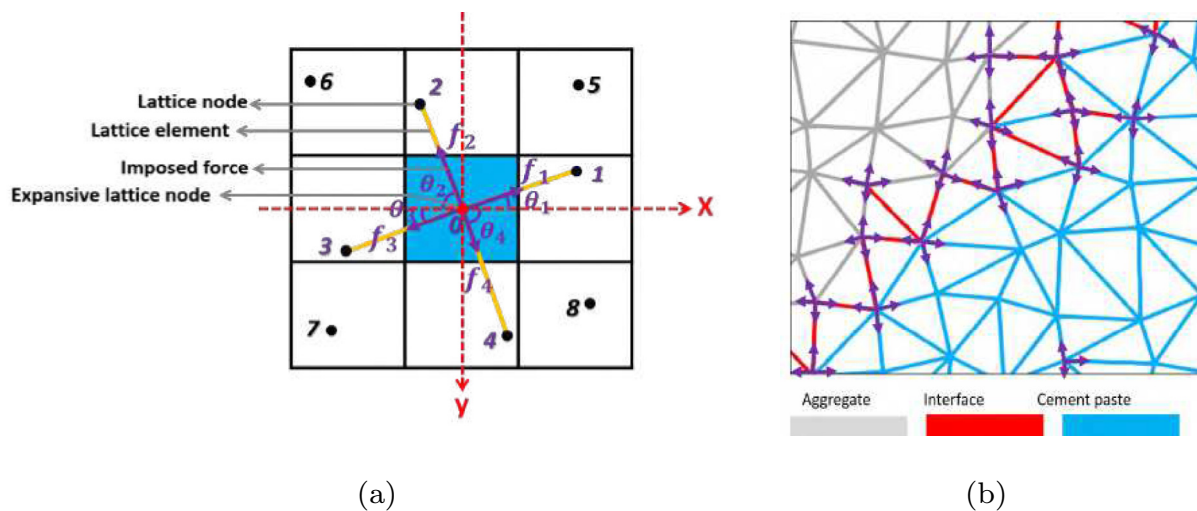 6
2
5
Lattice node
Lattice element
f₂
Imposed force
f₁
1
Expansive lattice node
θ₂
θ₁
θ
0
X
θ₄
3
f₃
f₄
7
4
8
y
Aggregate Interface Cement paste
(a) (b)